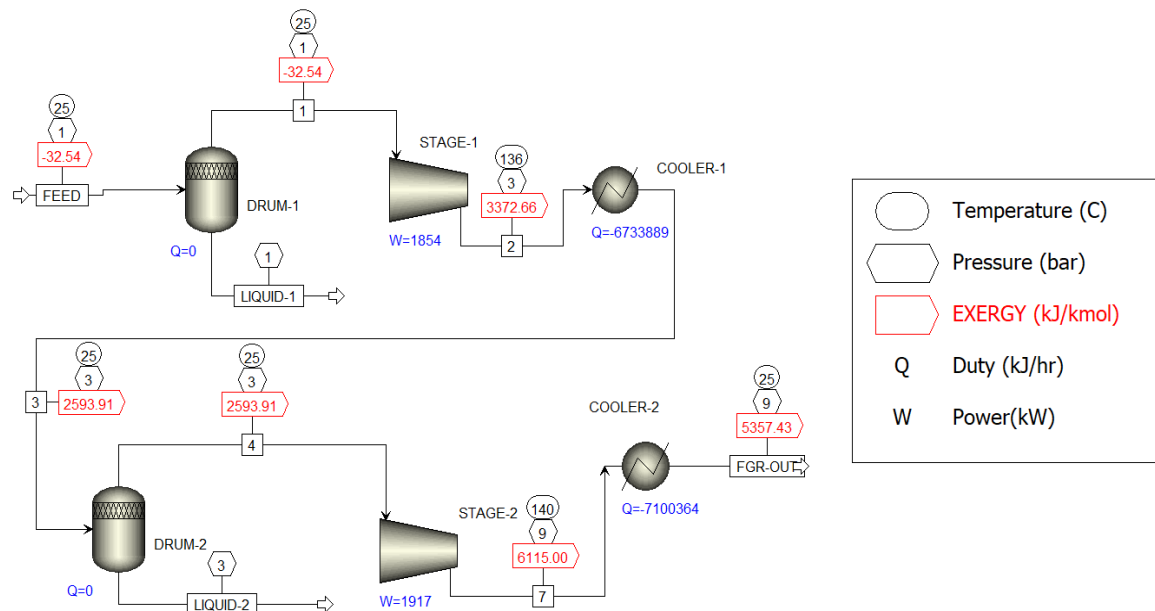 25
1
-32.54
FEED
25
1
-32.54
1
DRUM-1
Q=0
1
LIQUID-1
STAGE-1
W=1854
136
3
3372.66
2
COOLER-1
Q=-6733889
3
25
3
2593.91
25
3
2593.91
4
DRUM-2
Q=0
3
LIQUID-2
STAGE-2
W=1917
140
9
6115.00
7
COOLER-2
Q=-7100364
25
9
5357.43
FGR-OUT
Temperature (C)
Pressure (bar)
EXERGY (kJ/kmol)
Q Duty (kJ/hr)
W Power(kW)